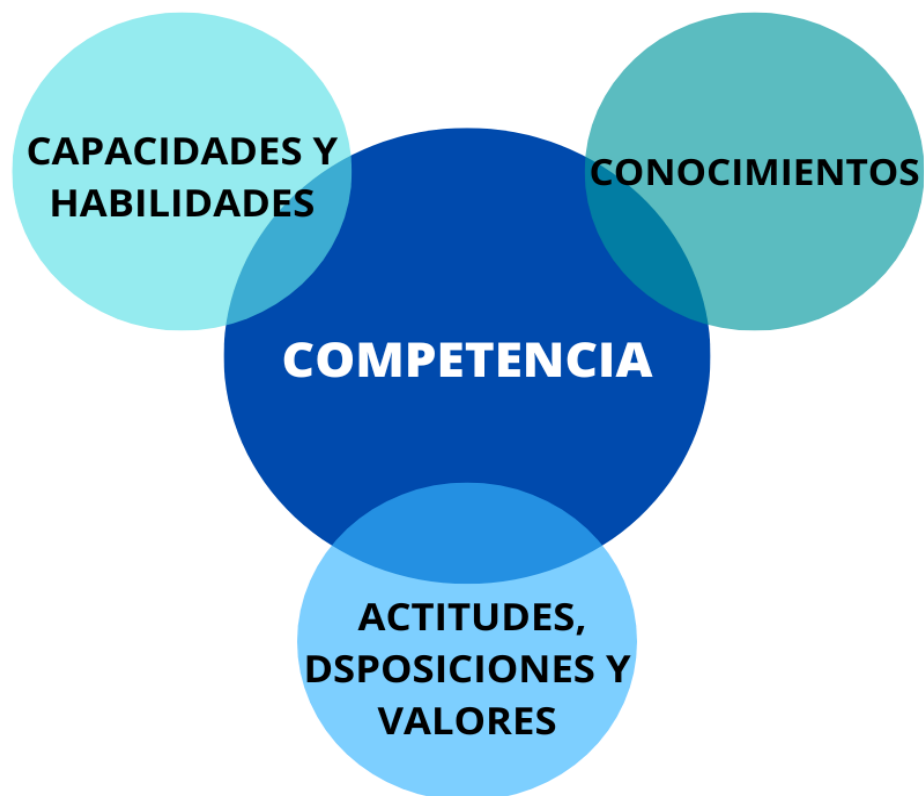 CAPACIDADES Y
HABILIDADES
CONOCIMIENTOS
COMPETENCIA
ACTITUDES,
DSPOSICIONES Y
VALORES